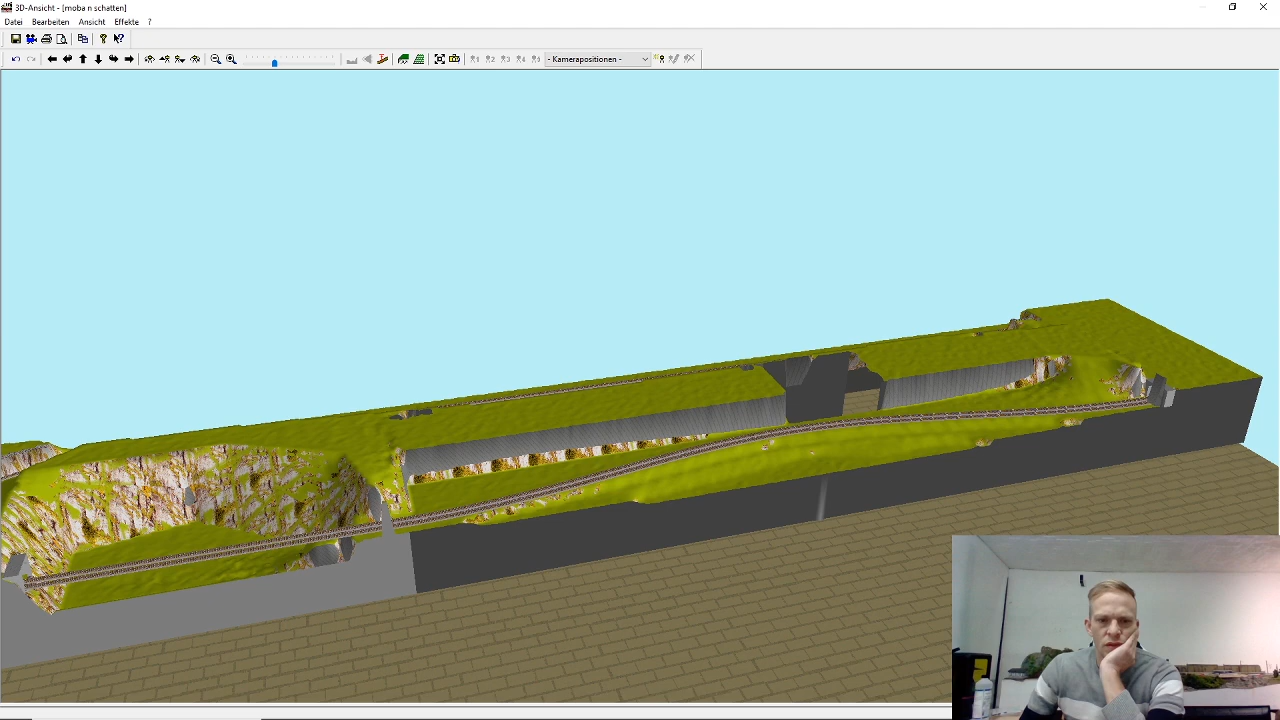 3D-Ansicht - [moba n schatten]
Datei Bearbeiten Ansicht Effekte ?
- Kamerapositionen -